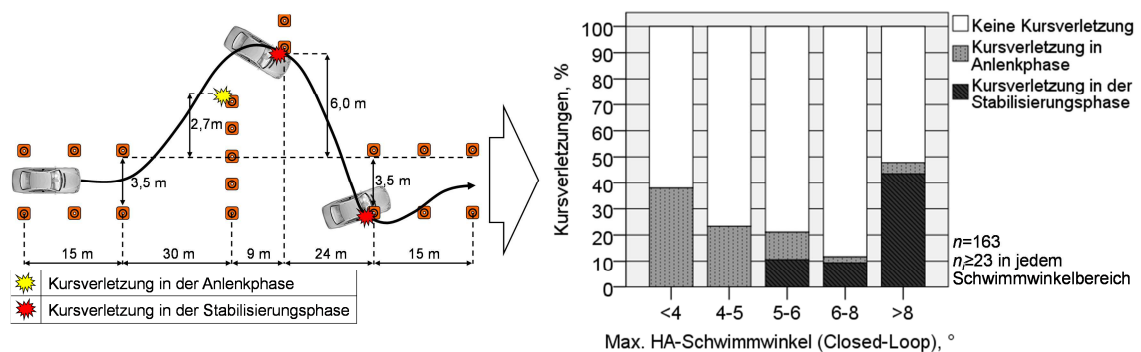 2,7m
6,0 m
3,5 m
3,5 m
15 m
30 m
9 m
24 m
15 m
Kursverletzung in der Anlenkphase
Kursverletzung in der Stabilisierungsphase
Kursverletzungen, %
100
90
80
70
60
50
40
30
20
10
0
<4
4-5
5-6
6-8
>8
Max. HA-Schwimmwinkel (Closed-Loop), °
Keine Kursverletzung
Kursverletzung in
Anlenkphase
Kursverletzung in der
Stabilisierungsphase
n=163
nᵢ≥23 in jedem
Schwimmwinkelbereich